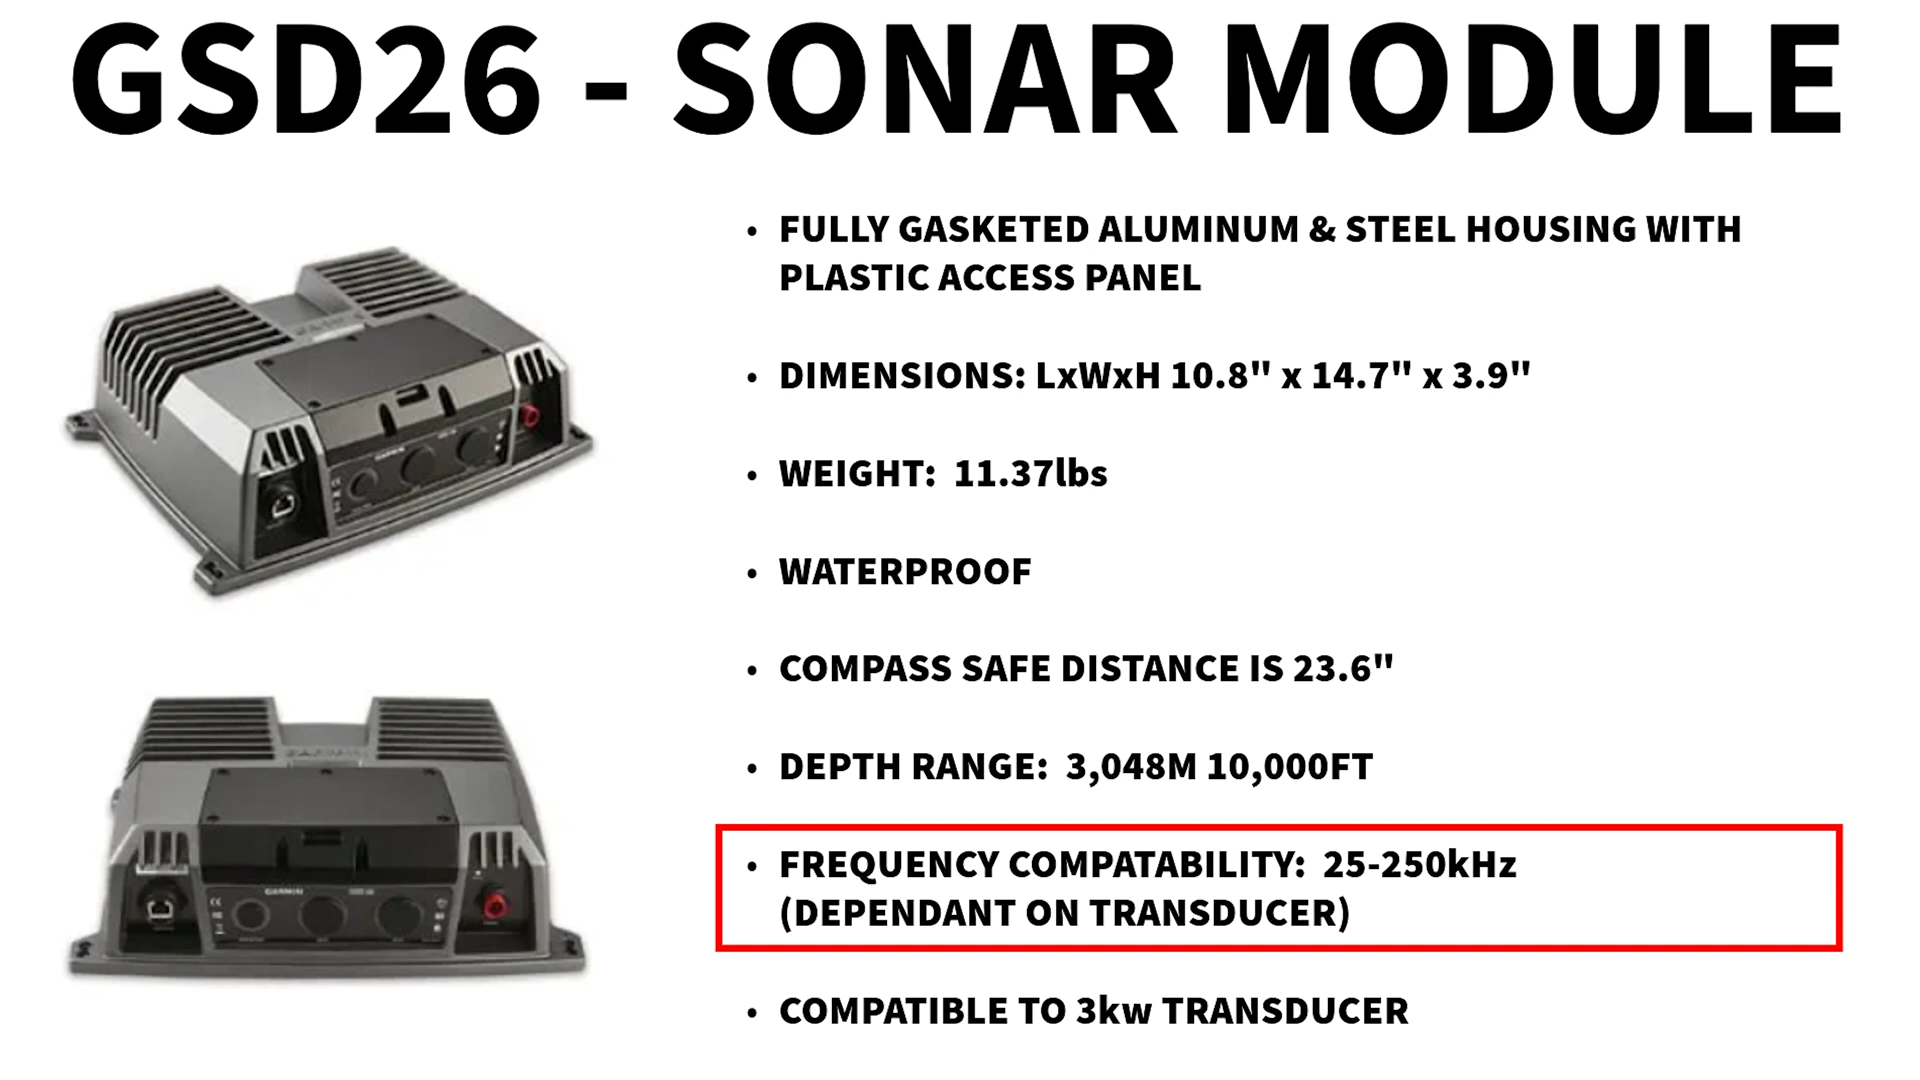 GSD26 - SONAR MODULE
• FULLY GASKETED ALUMINUM & STEEL HOUSING WITH
PLASTIC ACCESS PANEL
• DIMENSIONS: LxWxH 10.8" x 14.7" x 3.9"
• WEIGHT:  11.37lbs
• WATERPROOF
• COMPASS SAFE DISTANCE IS 23.6"
• DEPTH RANGE:  3,048M 10,000FT
• FREQUENCY COMPATABILITY:  25-250kHz
(DEPENDANT ON TRANSDUCER)
• COMPATIBLE TO 3kw TRANSDUCER
GARMIN